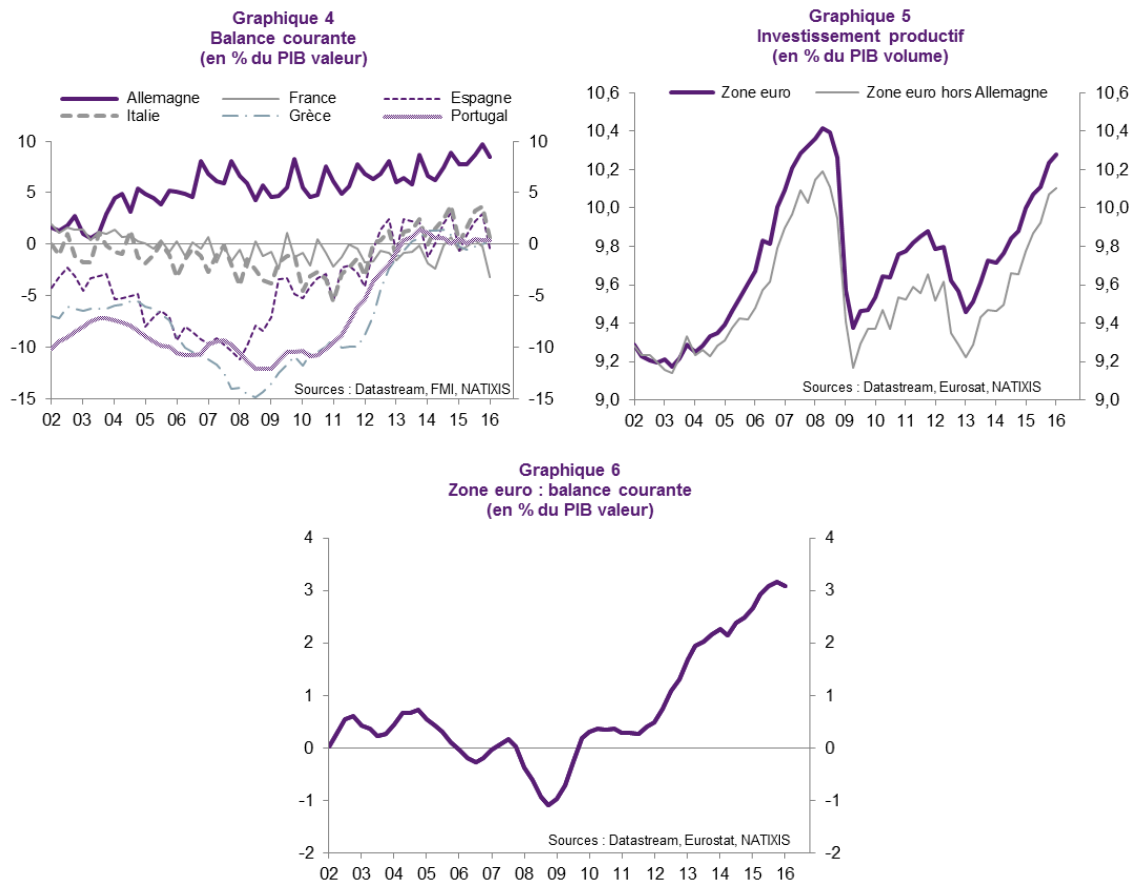 Graphique 4
Balance courante
(en % du PIB valeur)
Allemagne France Espagne
Italie Grèce Portugal
10 10
5 5
0 0
-5 -5
-10 -10
-15 -15
Sources : Datastream, FMI, NATIXIS
02 03 04 05 06 07 08 09 10 11 12 13 14 15 16
Graphique 5
Investissement productif
(en % du PIB volume)
Zone euro Zone euro hors Allemagne
10,6 10,6
10,4 10,4
10,2 10,2
10,0 10,0
9,8 9,8
9,6 9,6
9,4 9,4
9,2 9,2
9,0 9,0
Sources : Datastream, Eurosat, NATIXIS
02 03 04 05 06 07 08 09 10 11 12 13 14 15 16
Graphique 6
Zone euro : balance courante
(en % du PIB valeur)
4 4
3 3
2 2
1 1
0 0
-1 -1
-2 -2
Sources : Datastream, Eurostat, NATIXIS
02 03 04 05 06 07 08 09 10 11 12 13 14 15 16